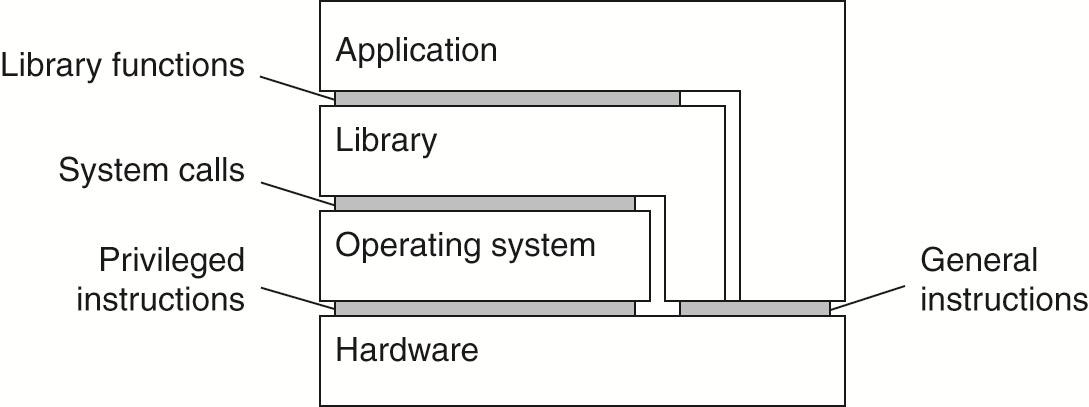 Application
Library functions
Library
System calls
Operating system
Privileged
instructions
General
instructions
Hardware